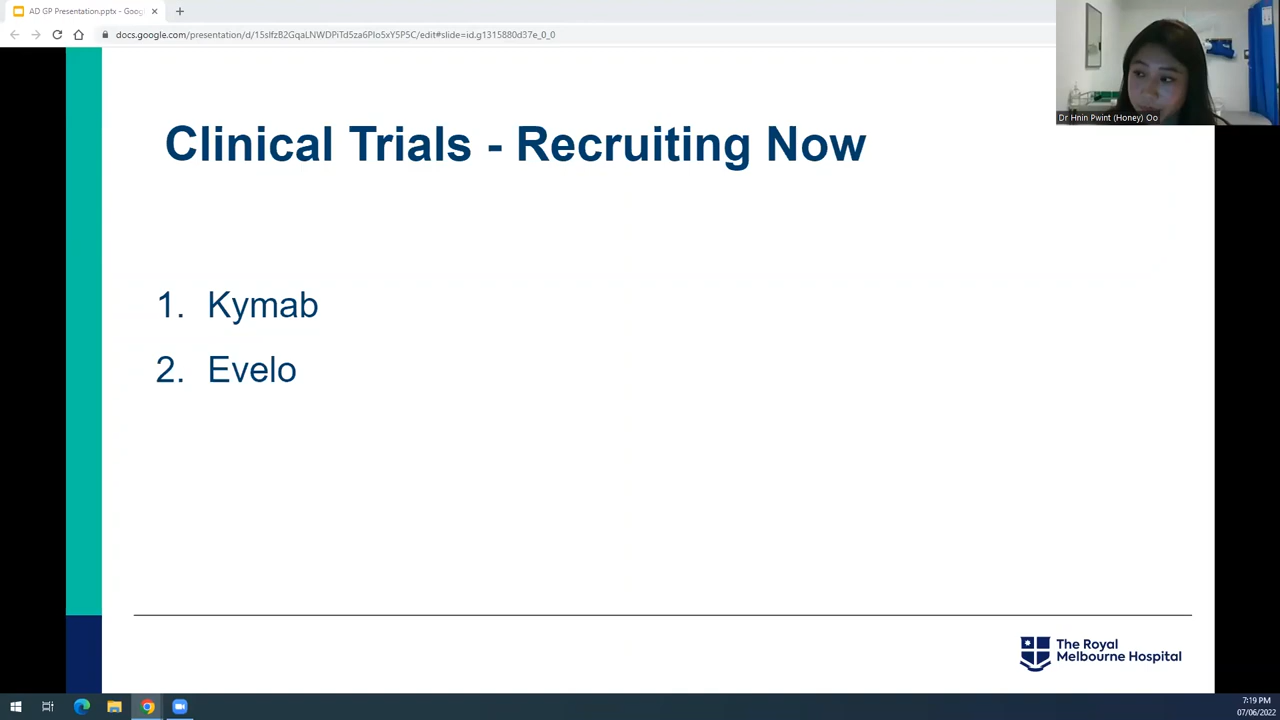 AD GP Presentation.pptx - Goog
docs.google.com/presentation/d/15slfzB2GqaLNWDPiTd5za6Plo5xY5P5C/edit#slide=id.g1315880d37e_0_0
Dr Hnin Pwint (Honey) Oo
Clinical Trials - Recruiting Now
1. Kymab
2. Evelo
The Royal
Melbourne Hospital
7:19 PM
07/06/2022